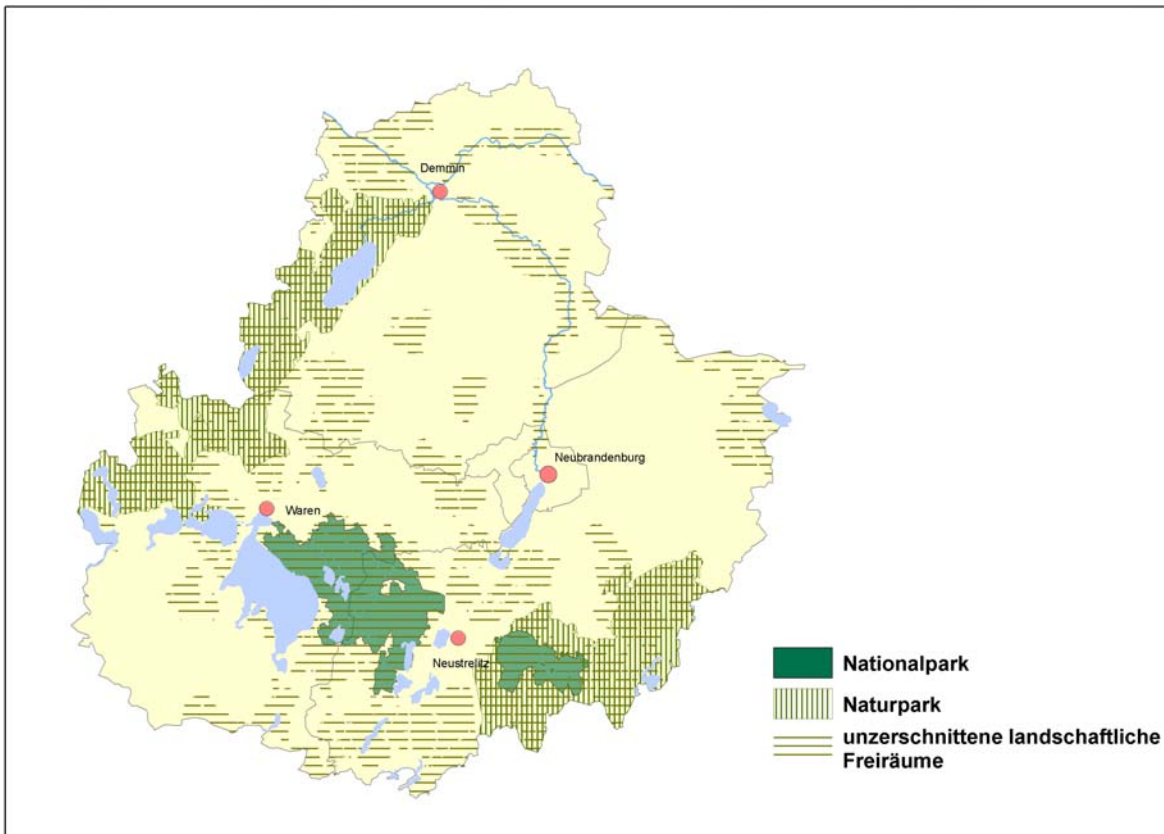 Demmin
Neubrandenburg
Waren
Neustrelitz
Nationalpark
Naturpark
unzerschnittene landschaftliche
Freiräume